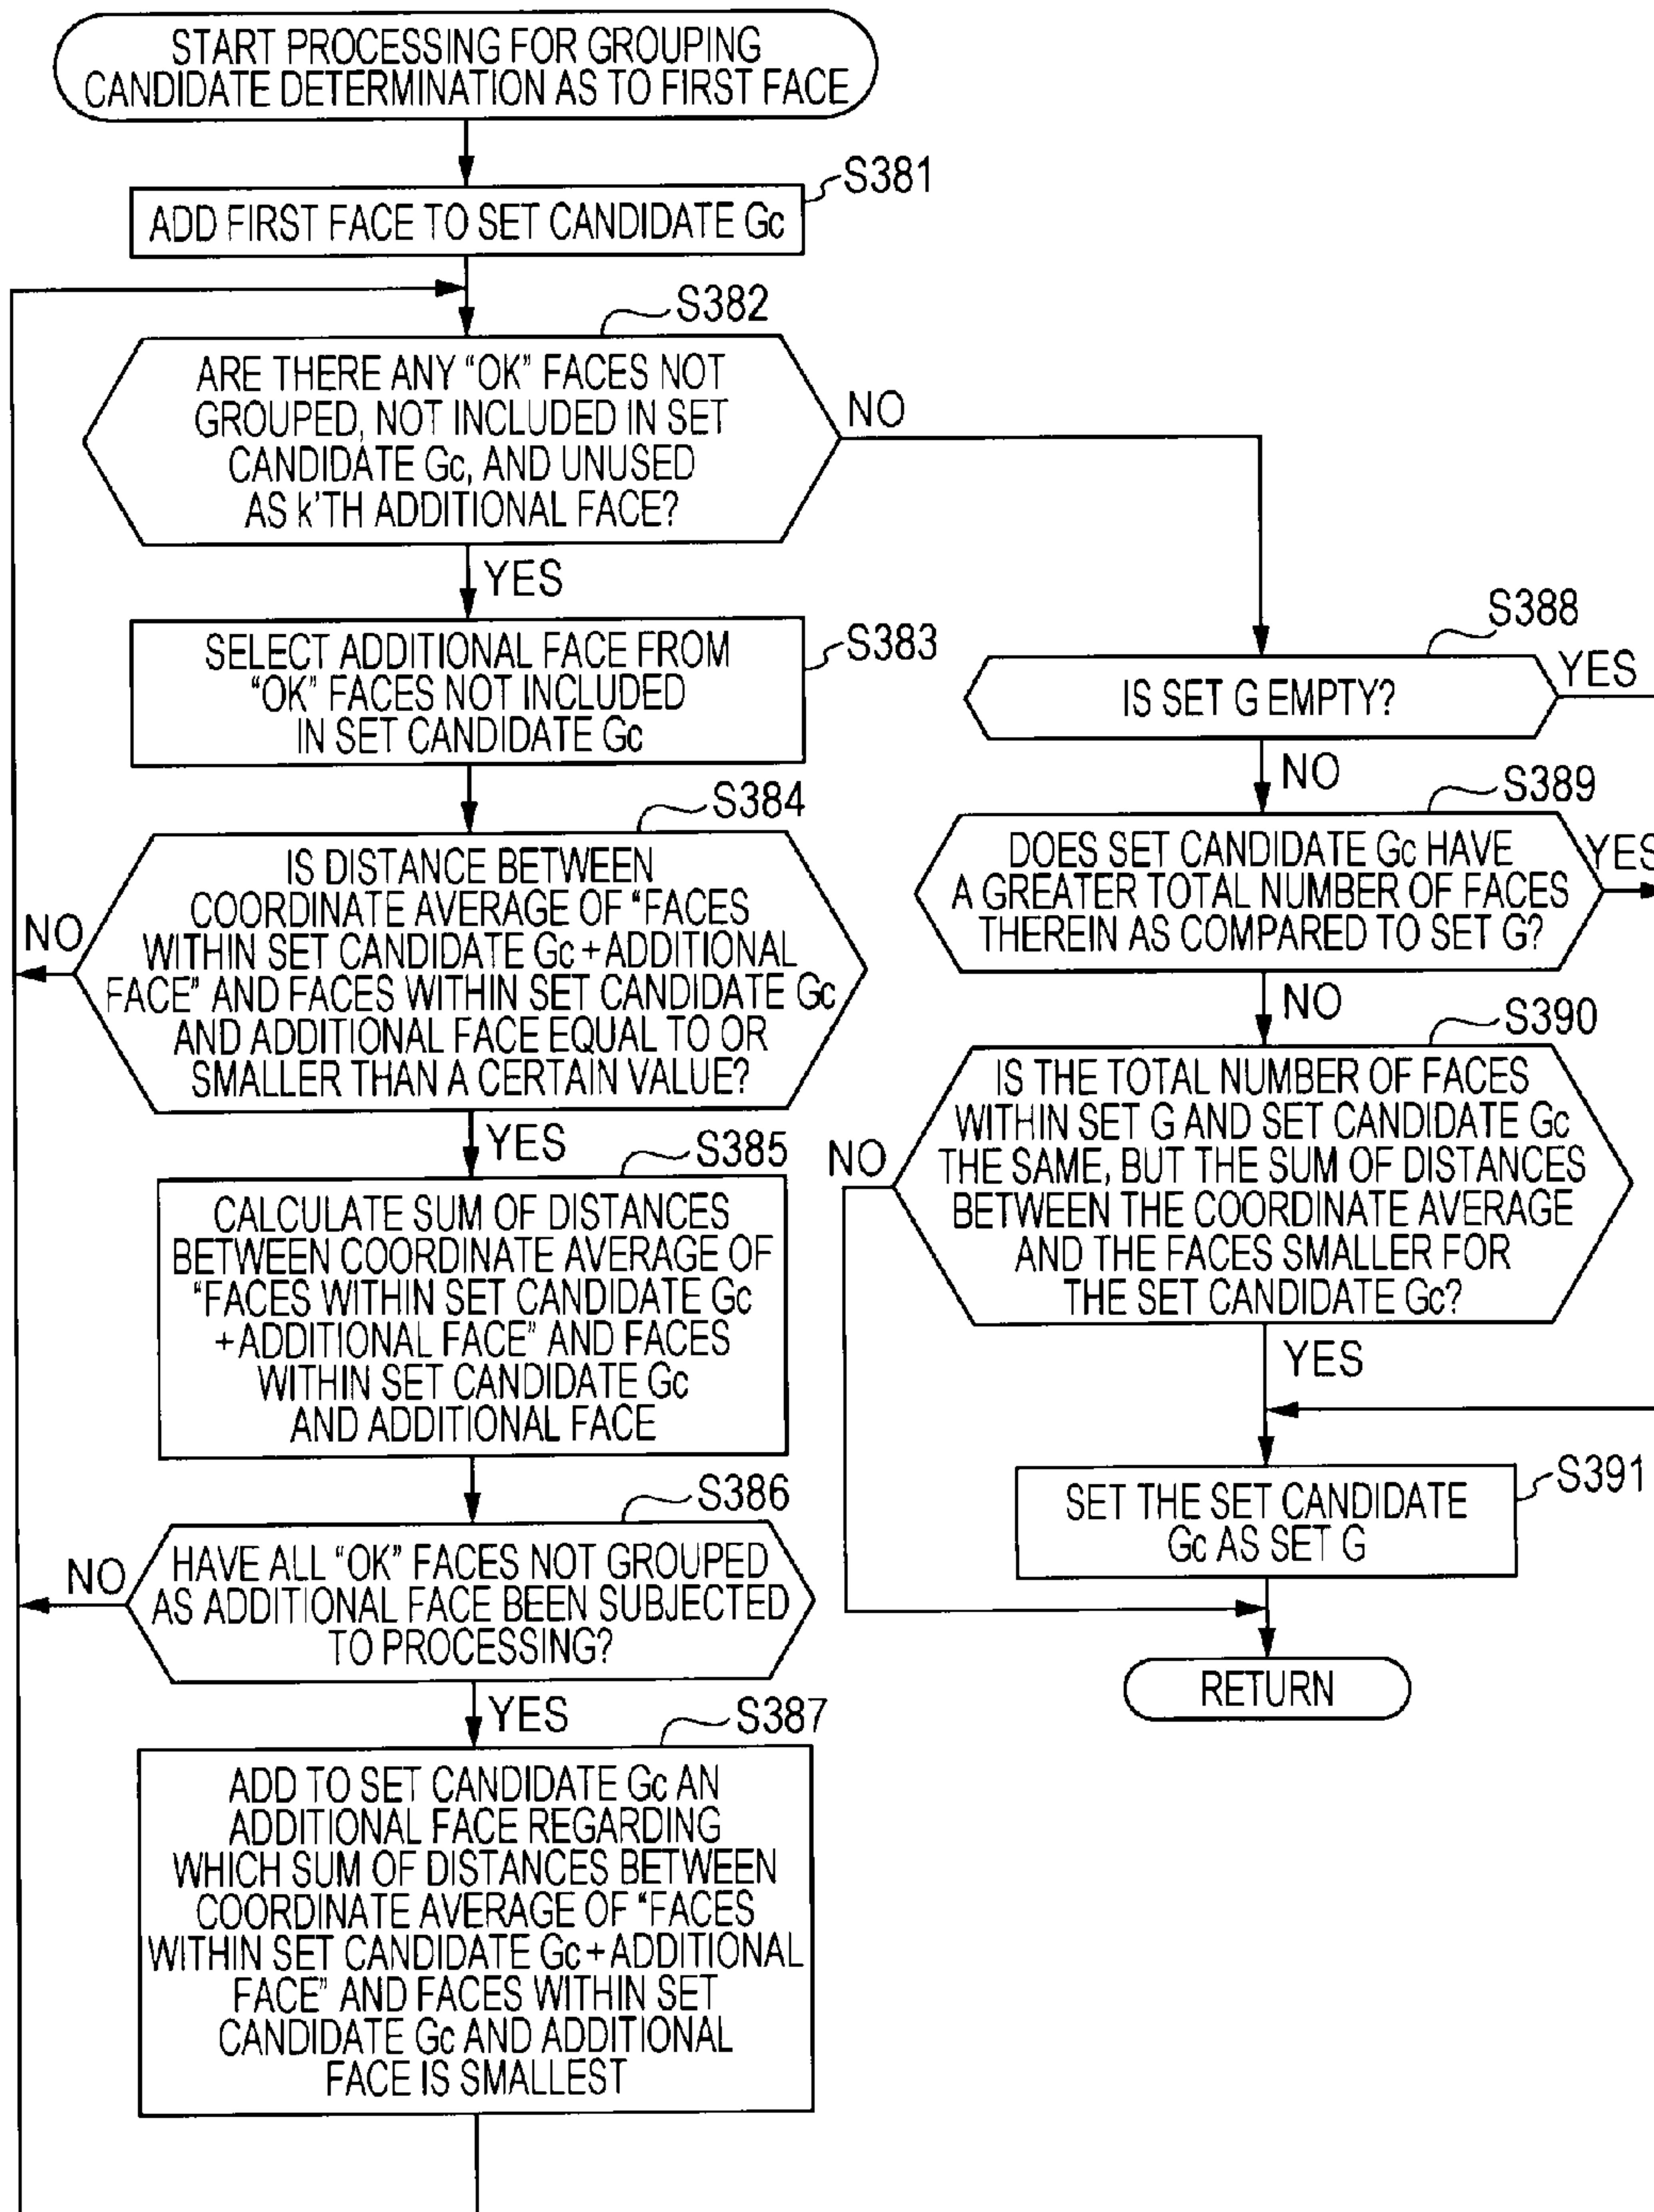 START PROCESSING FOR GROUPING
CANDIDATE DETERMINATION AS TO FIRST FACE
S381
ADD FIRST FACE TO SET CANDIDATE Gc
S382
ARE THERE ANY "OK" FACES NOT
GROUPED, NOT INCLUDED IN SET
CANDIDATE Gc, AND UNUSED
AS k'TH ADDITIONAL FACE?
NO
YES
S383
SELECT ADDITIONAL FACE FROM
"OK" FACES NOT INCLUDED
IN SET CANDIDATE Gc
S384
IS DISTANCE BETWEEN
COORDINATE AVERAGE OF "FACES
WITHIN SET CANDIDATE Gc+ADDITIONAL
FACE" AND FACES WITHIN SET CANDIDATE Gc
AND ADDITIONAL FACE EQUAL TO OR
SMALLER THAN A CERTAIN VALUE?
NO
YES
S385
CALCULATE SUM OF DISTANCES
BETWEEN COORDINATE AVERAGE OF
"FACES WITHIN SET CANDIDATE Gc
+ADDITIONAL FACE" AND FACES
WITHIN SET CANDIDATE Gc
AND ADDITIONAL FACE
S386
HAVE ALL "OK" FACES NOT GROUPED
AS ADDITIONAL FACE BEEN SUBJECTED
TO PROCESSING?
NO
YES
S387
ADD TO SET CANDIDATE Gc AN
ADDITIONAL FACE REGARDING
WHICH SUM OF DISTANCES BETWEEN
COORDINATE AVERAGE OF "FACES
WITHIN SET CANDIDATE Gc+ADDITIONAL
FACE" AND FACES WITHIN SET
CANDIDATE Gc AND ADDITIONAL
FACE IS SMALLEST
S388
IS SET G EMPTY?
YES
NO
S389
DOES SET CANDIDATE Gc HAVE
A GREATER TOTAL NUMBER OF FACES
THEREIN AS COMPARED TO SET G?
YES
NO
S390
IS THE TOTAL NUMBER OF FACES
WITHIN SET G AND SET CANDIDATE Gc
THE SAME, BUT THE SUM OF DISTANCES
BETWEEN THE COORDINATE AVERAGE
AND THE FACES SMALLER FOR
THE SET CANDIDATE Gc?
NO
YES
S391
SET THE SET CANDIDATE
Gc AS SET G
RETURN